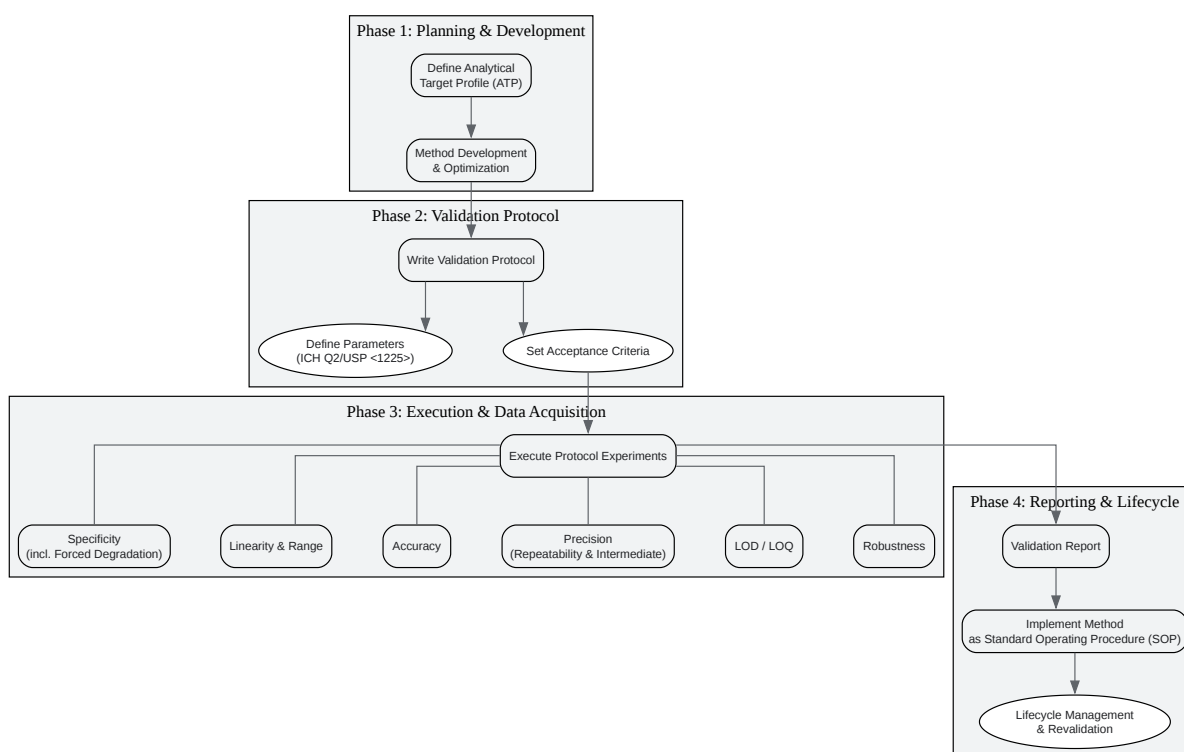 Phase 1: Planning & Development
Define Analytical
Target Profile (ATP)
Method Development
& Optimization
Phase 2: Validation Protocol
Write Validation Protocol
Define Parameters
(ICH Q2/USP <1225>)
Set Acceptance Criteria
Phase 3: Execution & Data Acquisition
Execute Protocol Experiments
Specificity
(incl. Forced Degradation)
Linearity & Range
Accuracy
Precision
(Repeatability & Intermediate)
LOD / LOQ
Robustness
Phase 4: Reporting & Lifecycle
Validation Report
Implement Method
as Standard Operating Procedure (SOP)
Lifecycle Management
& Revalidation